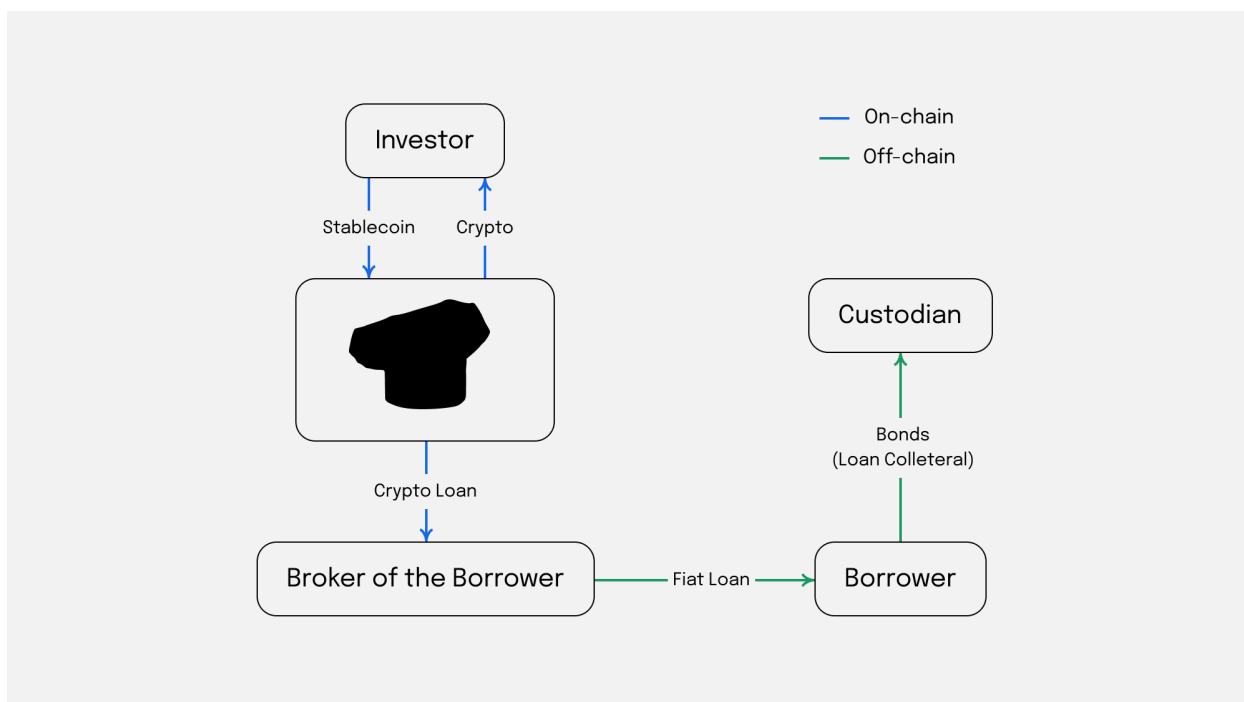 Investor
On-chain
Off-chain
Stablecoin
Crypto
Custodian
Bonds
(Loan Colleteral)
Crypto Loan
Broker of the Borrower
Fiat Loan
Borrower